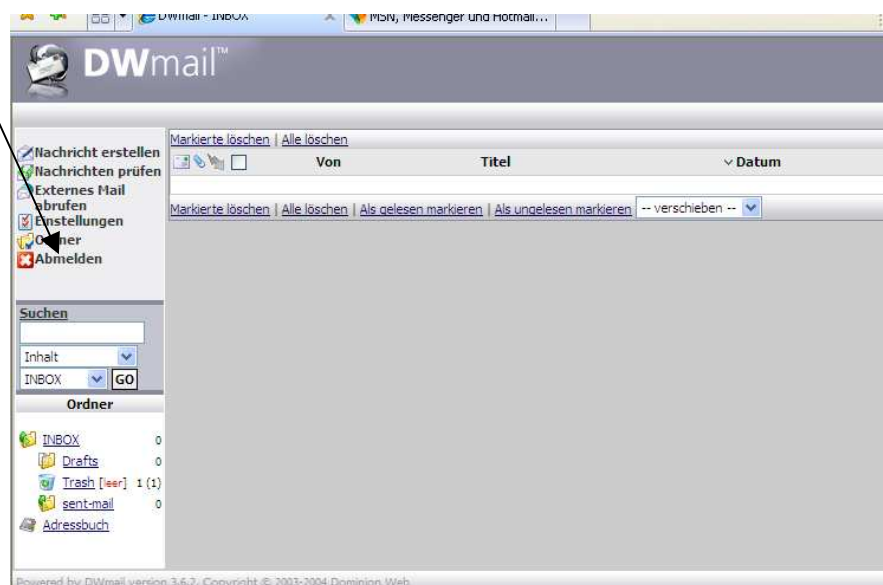 DWmail - INBOX
MSN, Messenger und Hotmail...
DWmail™
Nachricht erstellen
Nachrichten prüfen
Externes Mail
abrufen
Einstellungen
Ordner
Abmelden
Markierte löschen | Alle löschen
Von Titel Datum
Markierte löschen | Alle löschen | Als gelesen markieren | Als ungelesen markieren -- verschieben --
Suchen
Inhalt
INBOX GO
Ordner
INBOX 0
Drafts 0
Trash [leer] 1 (1)
sent-mail 0
Adressbuch
Powered by DWmail version 3.6.2. Copyright © 2003-2004 Dominion Web